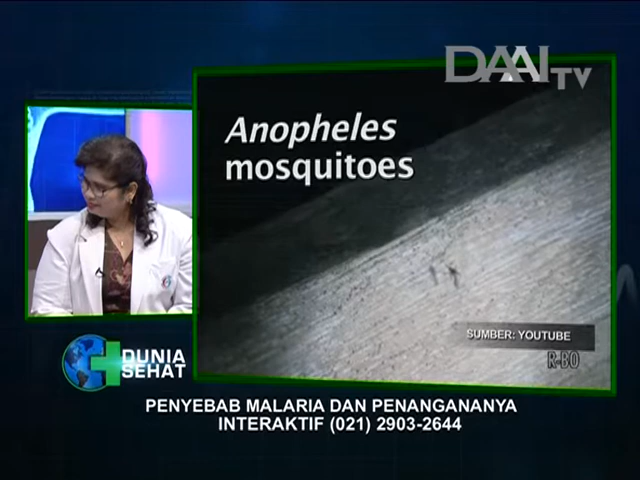 DAAI TV
Anopheles
mosquitoes
SUMBER: YOUTUBE
R-BO
DUNIA
SEHAT
PENYEBAB MALARIA DAN PENANGANANYA
INTERAKTIF (021) 2903-2644